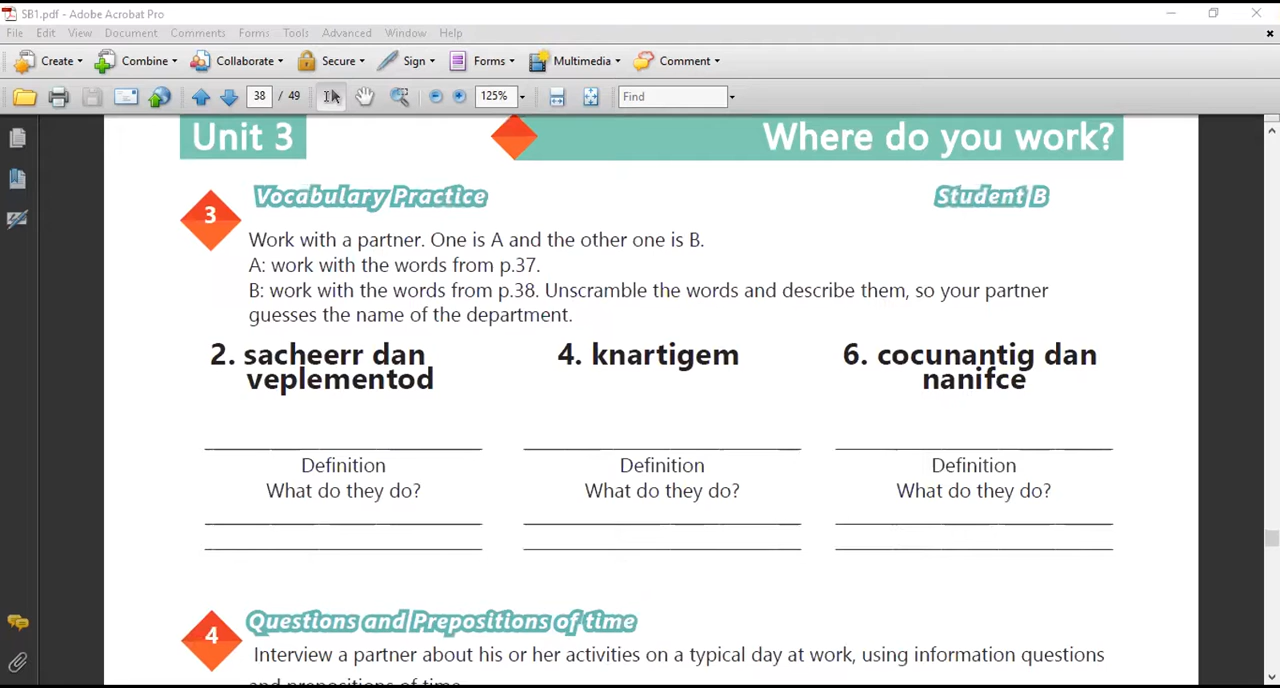 SB1.pdf - Adobe Acrobat Pro
File Edit View Document Comments Forms Tools Advanced Window Help
Create Combine Collaborate Secure Sign Forms Multimedia Comment
38 / 49 125% Find
Unit 3 Where do you work?
3 Vocabulary Practice Student B
Work with a partner. One is A and the other one is B.
A: work with the words from p.37.
B: work with the words from p.38. Unscramble the words and describe them, so your partner
guesses the name of the department.
2. sacheerr dan
veplementod
4. knartigem
6. cocunantig dan
nanifce
Definition
What do they do?
Definition
What do they do?
Definition
What do they do?
4 Questions and Prepositions of time
Interview a partner about his or her activities on a typical day at work, using information questions
and prepositions of time